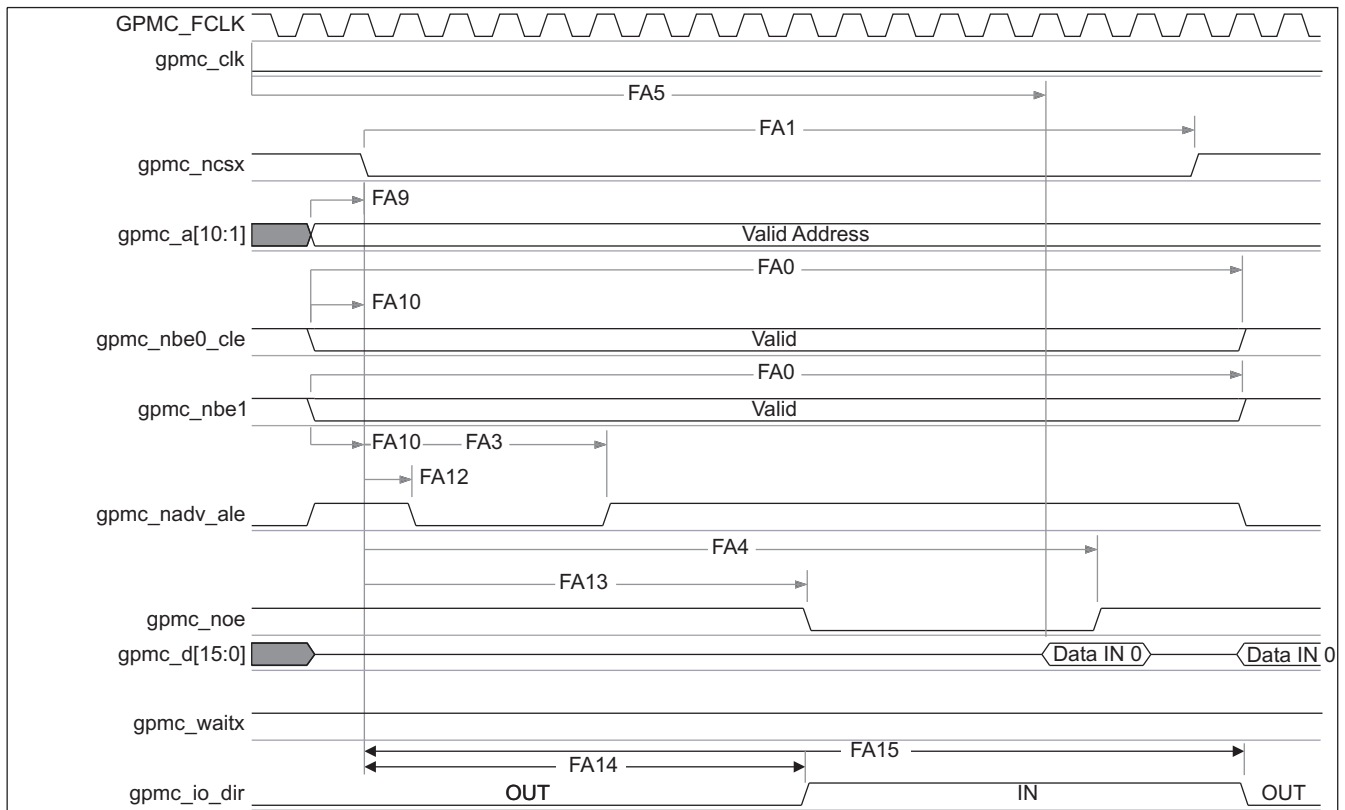 GPMC_FCLK
gpmc_clk
FA5
FA1
gpmc_ncsx
FA9
gpmc_a[10:1]
Valid Address
FA0
FA10
gpmc_nbe0_cle
Valid
FA0
gpmc_nbe1
Valid
FA10
FA3
FA12
gpmc_nadv_ale
FA4
FA13
gpmc_noe
gpmc_d[15:0]
Data IN 0
Data IN 0
gpmc_waitx
FA15
FA14
gpmc_io_dir
OUT
IN
OUT